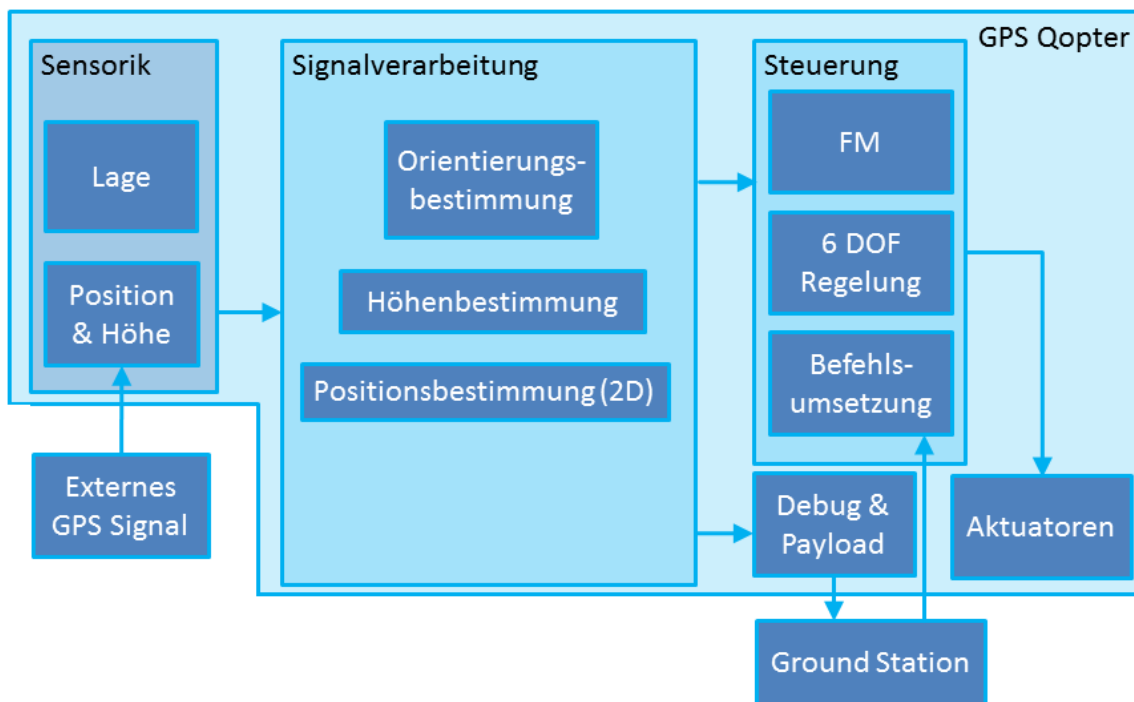 GPS Qopter
Sensorik
Lage
Position
& Höhe
Externes
GPS Signal
Signalverarbeitung
Orientierungs-
bestimmung
Höhenbestimmung
Positionsbestimmung (2D)
Steuerung
FM
6 DOF
Regelung
Befehls-
umsetzung
Debug &
Payload
Aktuatoren
Ground Station